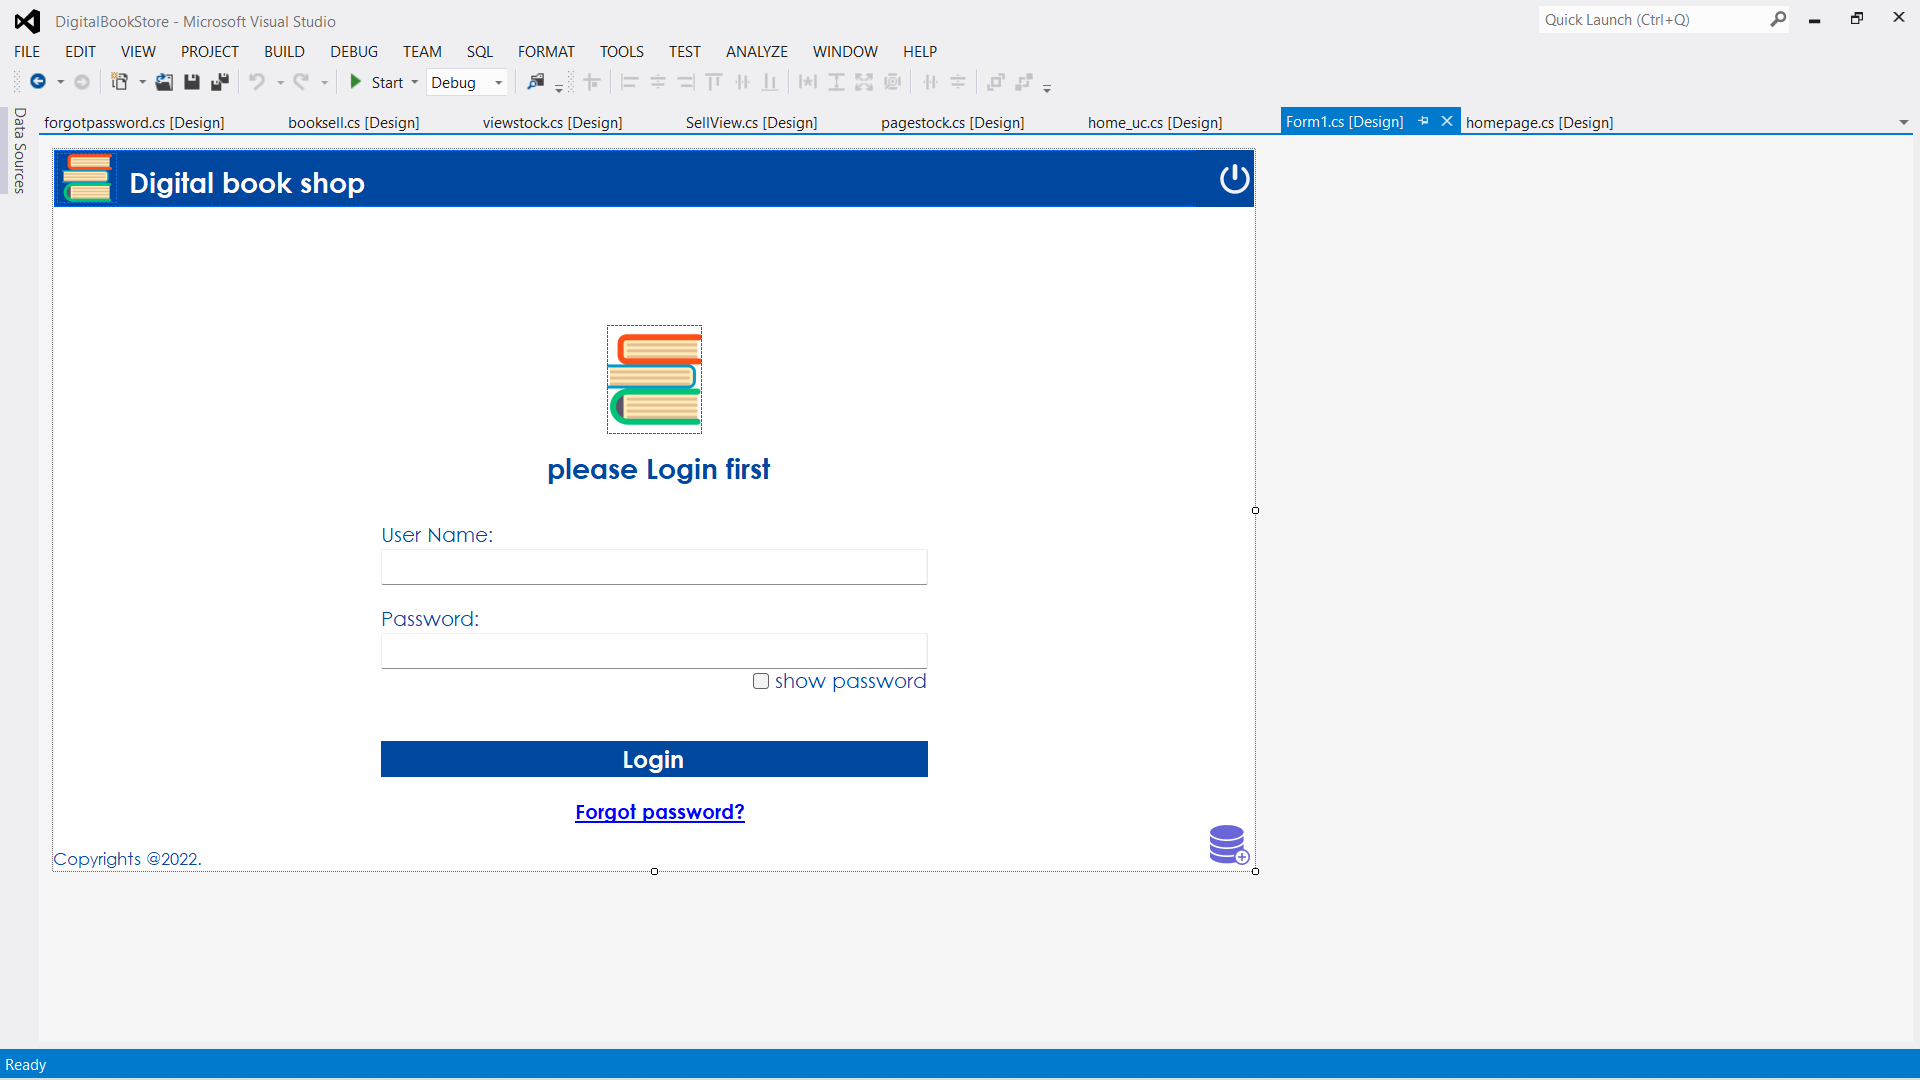 DigitalBookStore - Microsoft Visual Studio
Quick Launch (Ctrl+Q)
FILE EDIT VIEW PROJECT BUILD DEBUG TEAM SQL FORMAT TOOLS TEST ANALYZE WINDOW HELP
Start Debug
Data Sources
forgotpassword.cs [Design] booksell.cs [Design] viewstock.cs [Design] SellView.cs [Design] pagestock.cs [Design] home_uc.cs [Design] Form1.cs [Design] homepage.cs [Design]
Digital book shop
please Login first
User Name:
Password:
show password
Login
Forgot password?
Copyrights @2022.
Ready